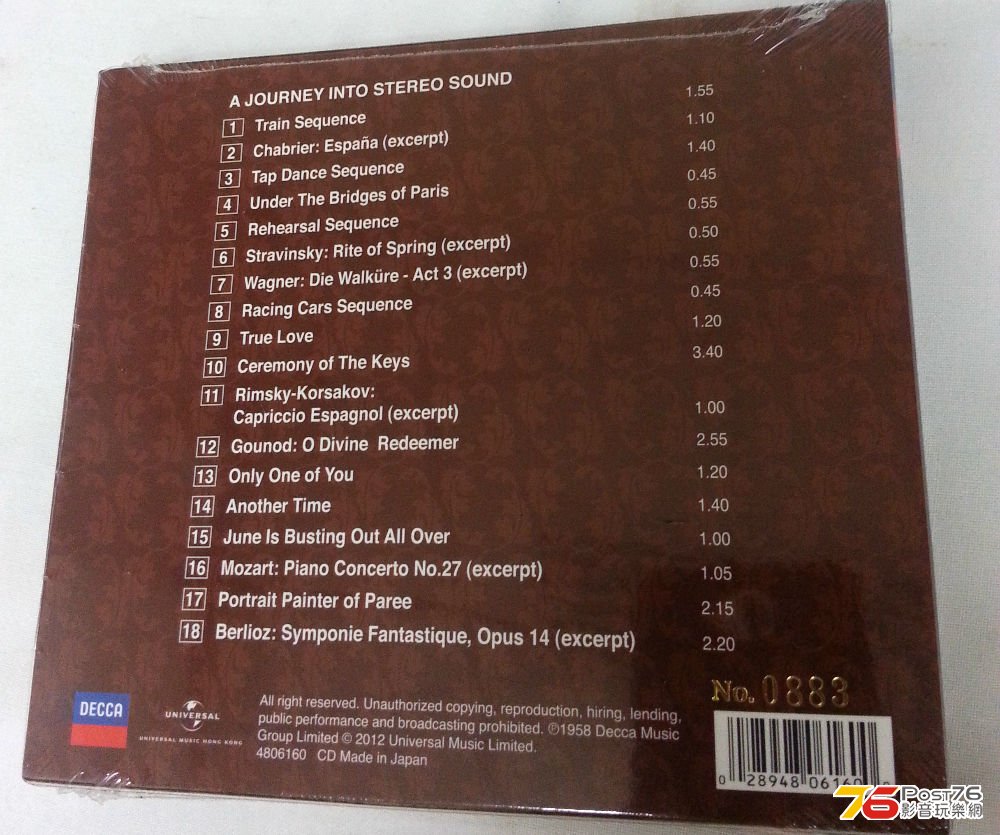 A JOURNEY INTO STEREO SOUND
1 Train Sequence 1.55
2 Chabrier: España (excerpt) 1.10
3 Tap Dance Sequence 1.40
4 Under The Bridges of Paris 0.45
5 Rehearsal Sequence 0.55
6 Stravinsky: Rite of Spring (excerpt) 0.50
7 Wagner: Die Walküre - Act 3 (excerpt) 0.55
8 Racing Cars Sequence 0.45
9 True Love 1.20
10 Ceremony of The Keys 3.40
11 Rimsky-Korsakov:
Capriccio Espagnol (excerpt) 1.00
12 Gounod: O Divine Redeemer 2.55
13 Only One of You 1.20
14 Another Time 1.40
15 June Is Busting Out All Over 1.00
16 Mozart: Piano Concerto No.27 (excerpt) 1.05
17 Portrait Painter of Paree 2.15
18 Berlioz: Symponie Fantastique, Opus 14 (excerpt) 2.20
No. 0883
DECCA
UNIVERSAL
UNIVERSAL MUSIC HONG KONG
All right reserved. Unauthorized copying, reproduction, hiring, lending,
public performance and broadcasting prohibited. ℗1958 Decca Music
Group Limited © 2012 Universal Music Limited.
4806160 CD Made in Japan
0 28948 06160
76 Post76
影音玩樂網